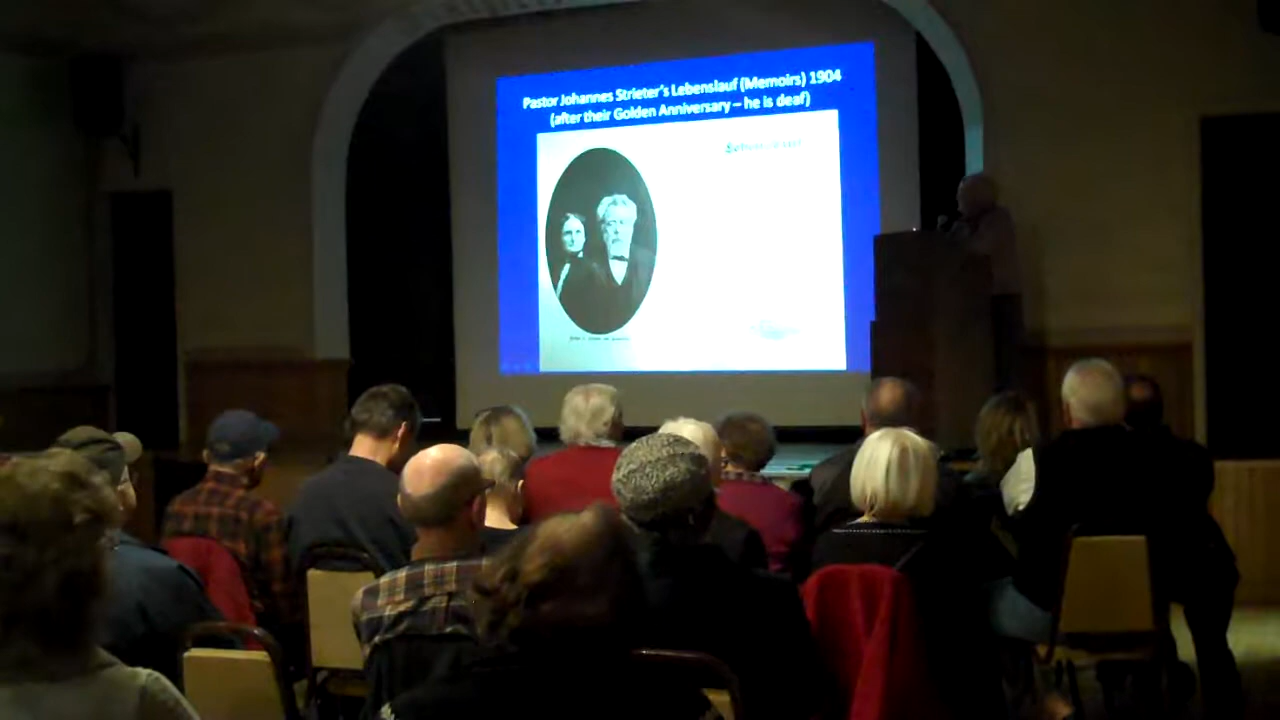 Pastor Johannes Strieter's Lebenslauf (Memoirs) 1904
(after their Golden Anniversary – he is deaf)